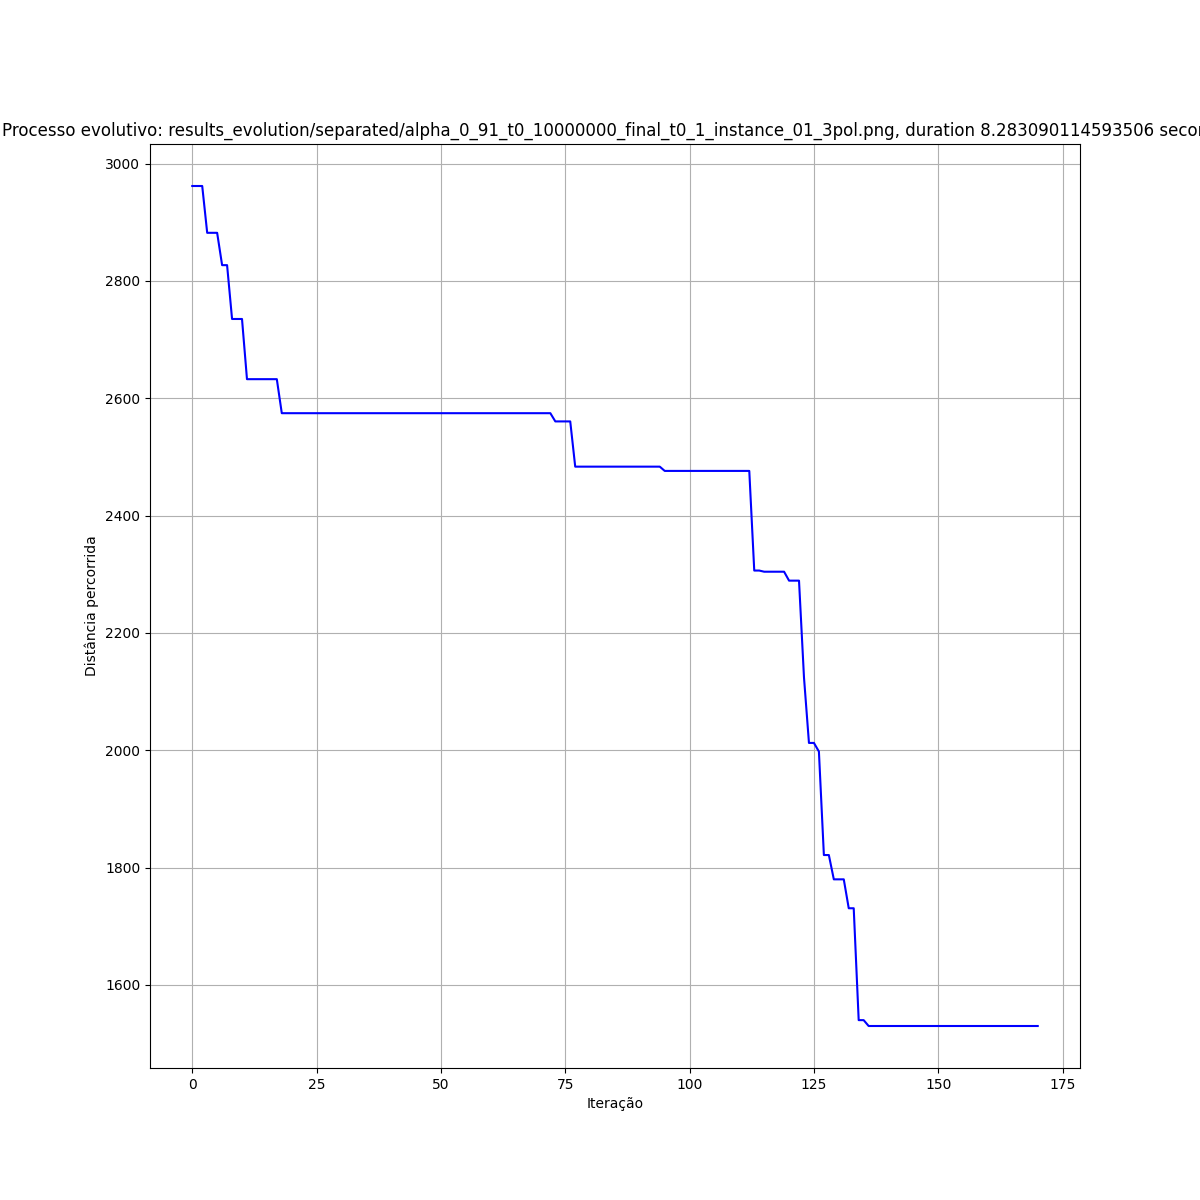 Processo evolutivo: results_evolution/separated/alpha_0_91_t0_10000000_final_t0_1_instance_01_3pol.png, duration 8.283090114593506
3000
2800
2600
2400
2200
2000
1800
1600
Distância percorrida
0 25 50 75 100 125 150 175
Iteração